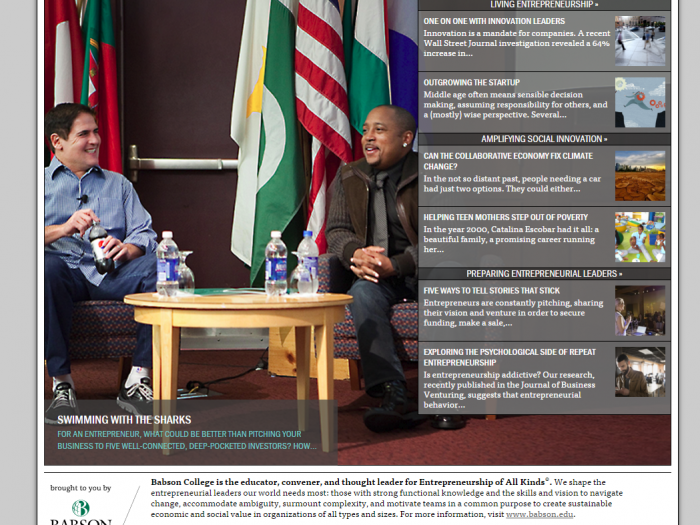 LIVING ENTREPRENEURSHIP »
ONE ON ONE WITH INNOVATION LEADERS
Innovation is a mandate for companies. A recent
Wall Street Journal investigation revealed a 64%
increase in...
OUTGROWING THE STARTUP
Middle age often means sensible decision
making, assuming responsibility for others, and
a (mostly) wise perspective. Several...
AMPLIFYING SOCIAL INNOVATION »
CAN THE COLLABORATIVE ECONOMY FIX CLIMATE
CHANGE?
In the not so distant past, people needing a car
had just two options. They could either...
HELPING TEEN MOTHERS STEP OUT OF POVERTY
In the year 2000, Catalina Escobar had it all: a
beautiful family, a promising career running
her...
PREPARING ENTREPRENEURIAL LEADERS »
FIVE WAYS TO TELL STORIES THAT STICK
Entrepreneurs are constantly pitching, sharing
their vision and venture in order to secure
funding, make a sale,...
EXPLORING THE PSYCHOLOGICAL SIDE OF REPEAT
ENTREPRENEURSHIP
Is entrepreneurship addictive? Our research,
recently published in the Journal of Business
Venturing, suggests that entrepreneurial
behavior...
SWIMMING WITH THE SHARKS
FOR AN ENTREPRENEUR, WHAT COULD BE BETTER THAN PITCHING YOUR
BUSINESS TO FIVE WELL-CONNECTED, DEEP-POCKETED INVESTORS? HOW...
brought to you by
BABSON
Babson College is the educator, convener, and thought leader for Entrepreneurship of All Kinds®. We shape the
entrepreneurial leaders our world needs most: those with strong functional knowledge and the skills and vision to navigate
change, accommodate ambiguity, surmount complexity, and motivate teams in a common purpose to create sustainable
economic and social value in organizations of all types and sizes. For more information, visit www.babson.edu.